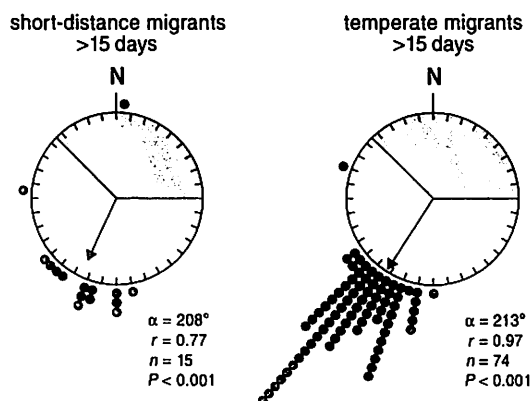 short-distance migrants
>15 days
N
α = 208°
r = 0.77
n = 15
P < 0.001
temperate migrants
>15 days
N
α = 213°
r = 0.97
n = 74
P < 0.001